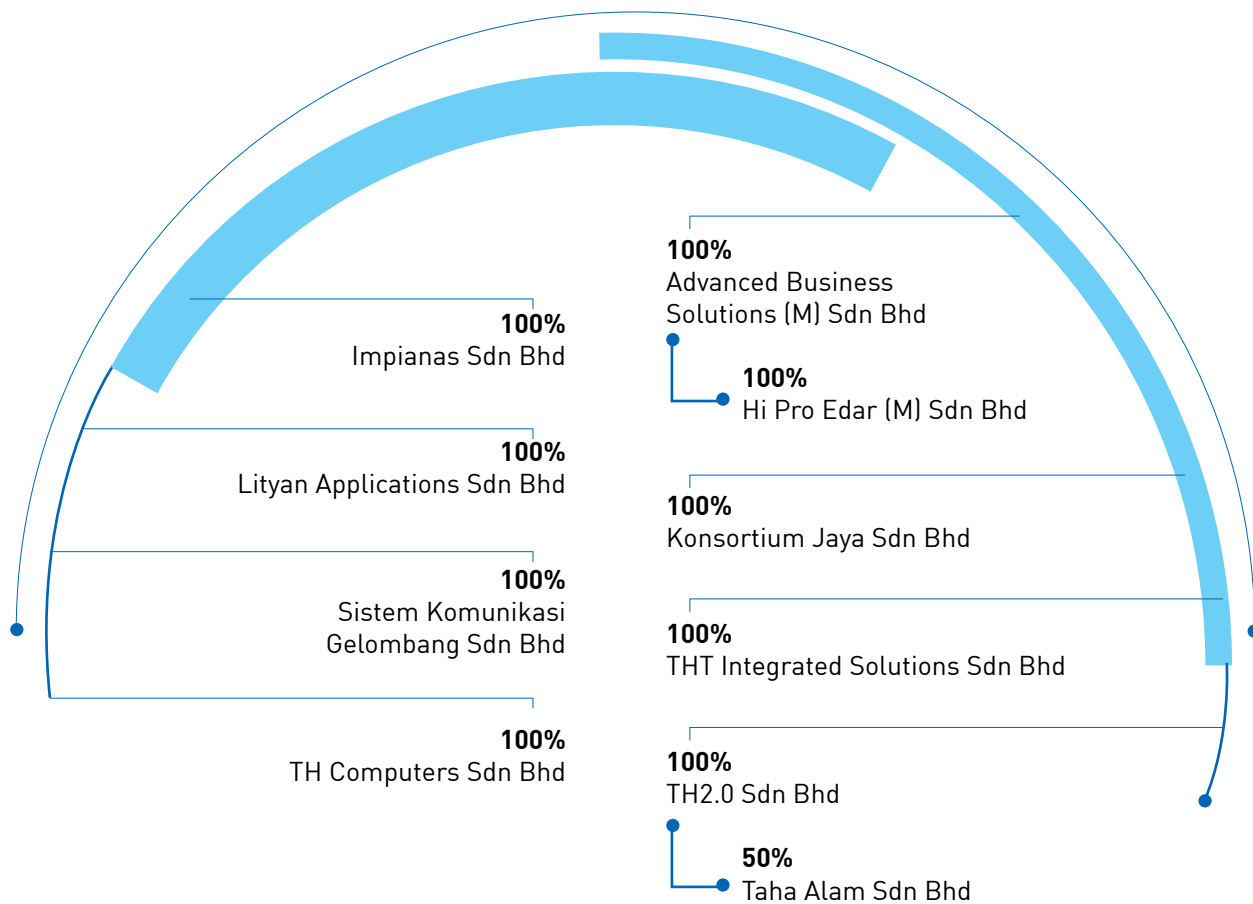 100%
Impianas Sdn Bhd
100%
Lityan Applications Sdn Bhd
100%
Sistem Komunikasi
Gelombang Sdn Bhd
100%
TH Computers Sdn Bhd
100%
Advanced Business
Solutions (M) Sdn Bhd
100%
Hi Pro Edar (M) Sdn Bhd
100%
Konsortium Jaya Sdn Bhd
100%
THT Integrated Solutions Sdn Bhd
100%
TH2.0 Sdn Bhd
50%
Taha Alam Sdn Bhd